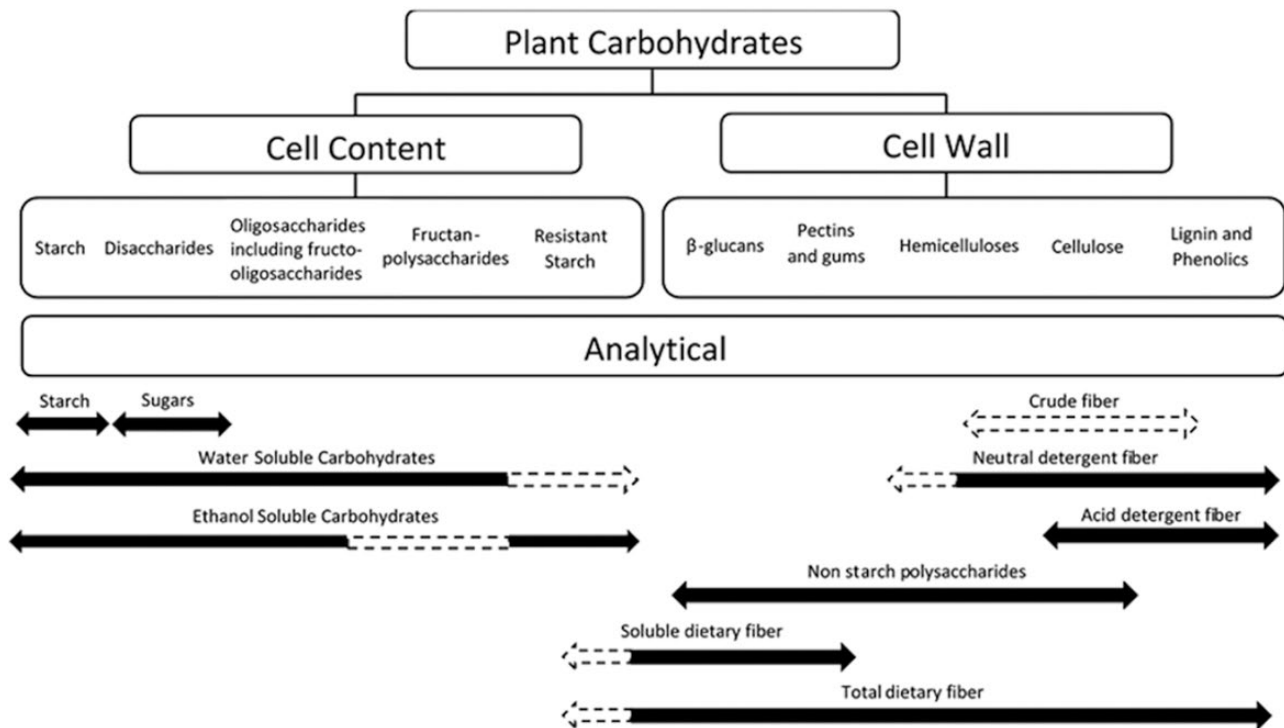 Plant Carbohydrates
Cell Content
Cell Wall
Starch
Disaccharides
Oligosaccharides
including fructo-
oligosaccharides
Fructan-
polysaccharides
Resistant
Starch
β-glucans
Pectins
and gums
Hemicelluloses
Cellulose
Lignin and
Phenolics
Analytical
Starch
Sugars
Crude fiber
Water Soluble Carbohydrates
Neutral detergent fiber
Ethanol Soluble Carbohydrates
Acid detergent fiber
Non starch polysaccharides
Soluble dietary fiber
Total dietary fiber